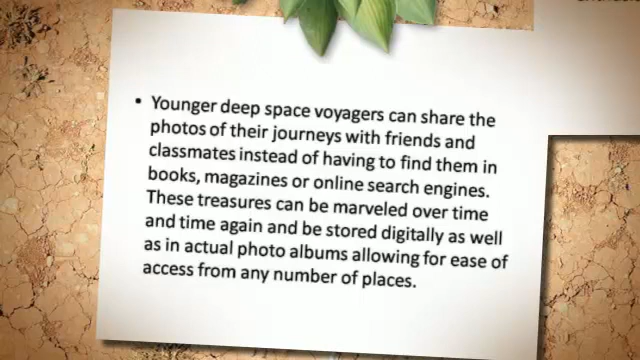 • Younger deep space voyagers can share the
photos of their journeys with friends and
classmates instead of having to find them in
books, magazines or online search engines.
These treasures can be marveled over time
and time again and be stored digitally as well
as in actual photo albums allowing for ease of
access from any number of places.